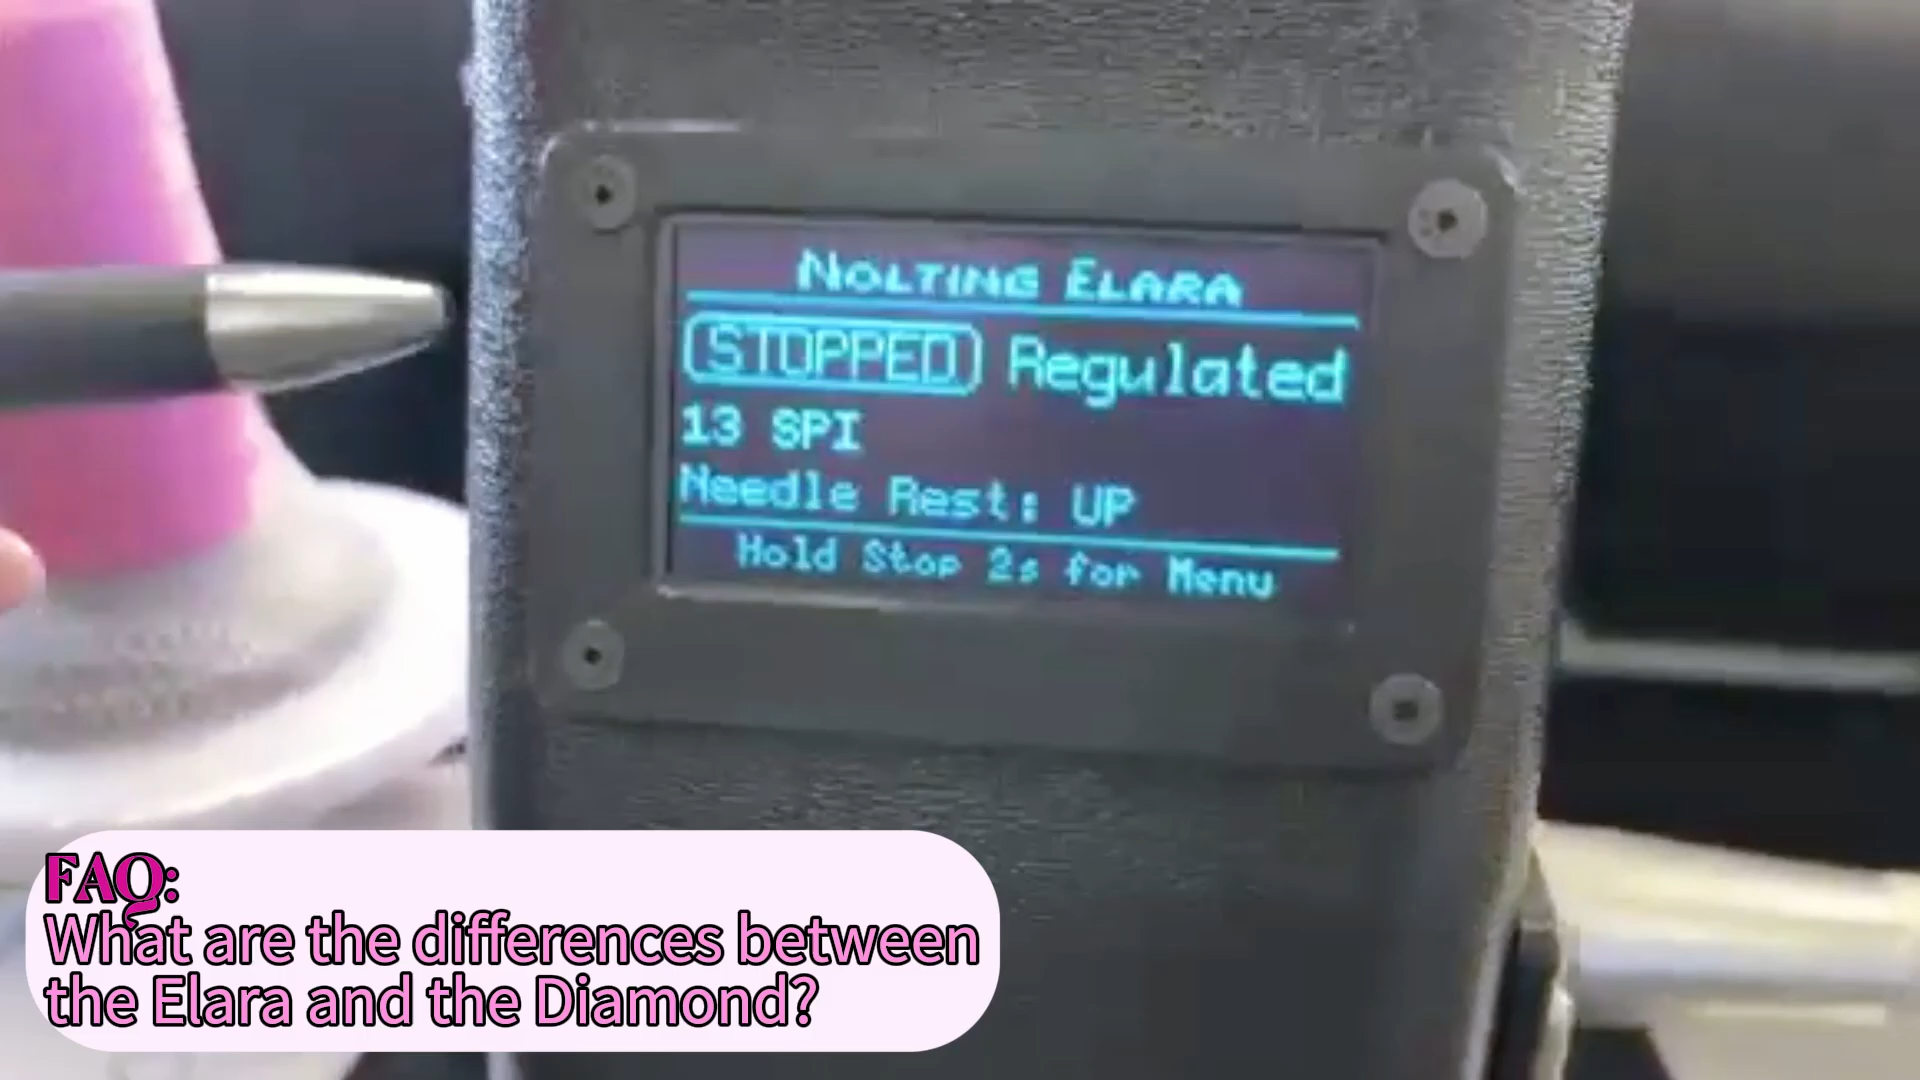 NOLTING ELARA
STOPPED Regulated
13 SPI
Needle Rest: UP
Hold Stop 2s for Menu
FAQ:
What are the differences between
the Elara and the Diamond?